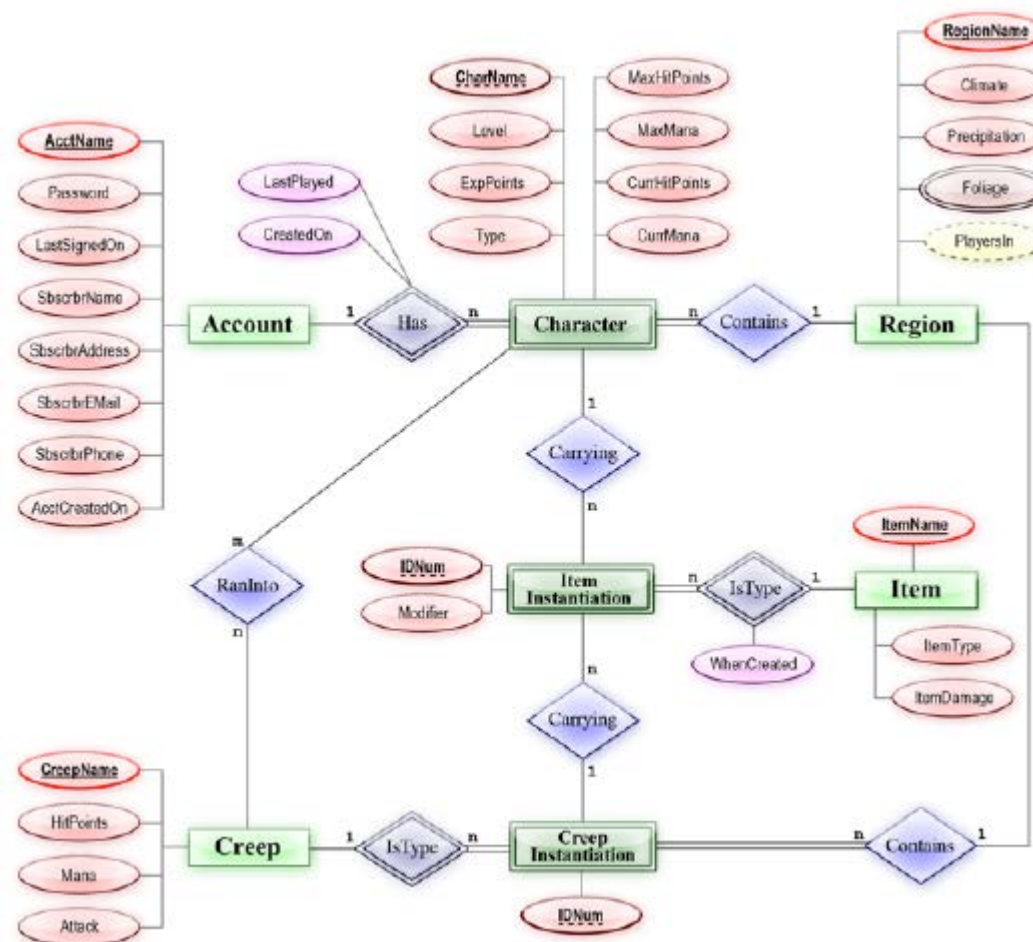 RegionName
CharName
MaxHitPoints
Climate
Level
MaxMana
Precipitation
AcctName
LastPlayed
ExpPoints
CurrHitPoints
Foliage
Password
CreatedOn
Type
CurrMana
PlayersIn
LastSignedOn
SbscrbrName
1
n
n
1
Account
Has
Character
Contains
Region
SbscrbrAddress
SbscrbrEMail
1
SbscrbrPhone
Carrying
AcctCreatedOn
n
ItemName
m
IDNum
n
1
RanInto
Item
Instantiation
IsType
Item
Modifier
n
WhenCreated
ItemType
n
ItemDamage
Carrying
CreepName
1
HitPoints
1
n
n
1
Creep
IsType
Creep
Instantiation
Contains
Mana
Attack
IDNum